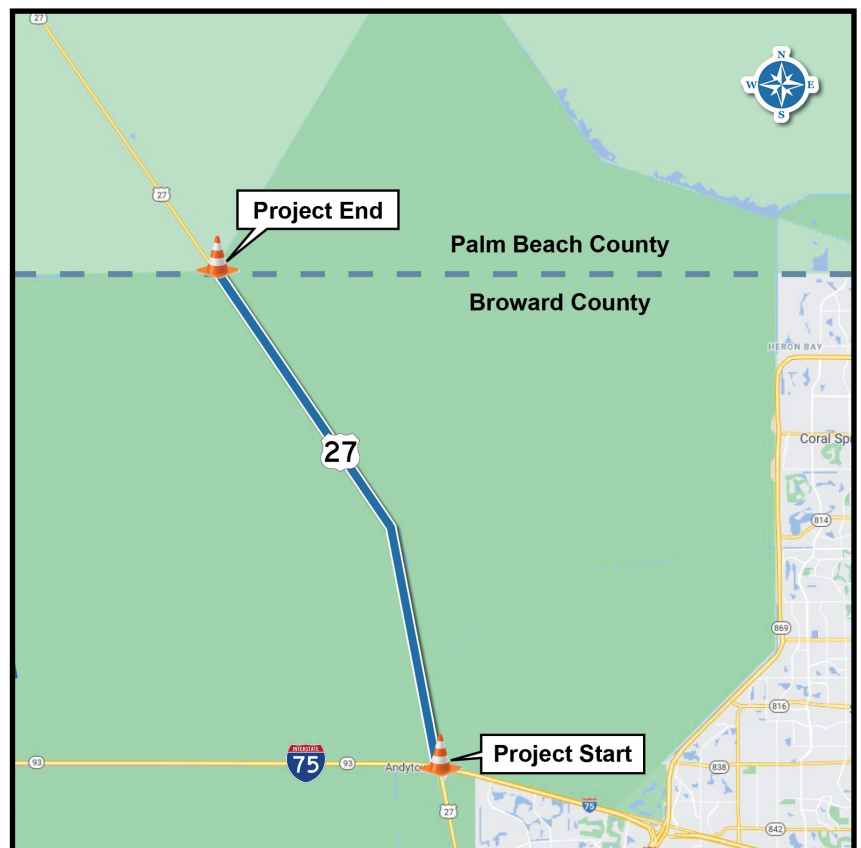 27
N
W E
S
27
Project End
Palm Beach County
Broward County
HERON BAY
27
Coral Sp
814
869
816
Project Start
INTERSTATE
93 75 93
Andyto
838
75
27
842